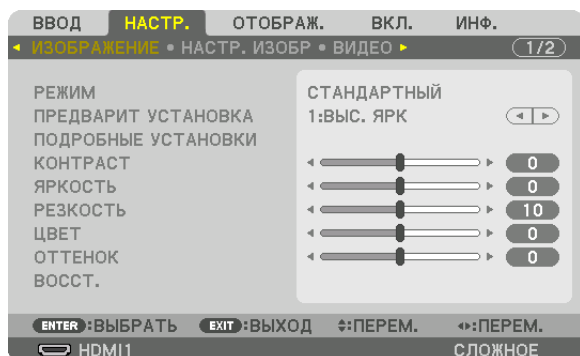 ВВОД НАСТР. ОТОБРАЖ. ВКЛ. ИНФ.
ИЗОБРАЖЕНИЕ • НАСТР. ИЗОБР • ВИДЕО 1/2
РЕЖИМ СТАНДАРТНЫЙ
ПРЕДВАРИТ УСТАНОВКА 1:ВЫС. ЯРК
ПОДРОБНЫЕ УСТАНОВКИ
КОНТРАСТ 0
ЯРКОСТЬ 0
РЕЗКОСТЬ 10
ЦВЕТ 0
ОТТЕНОК 0
ВОССТ.
ENTER :ВЫБРАТЬ EXIT :ВЫХОД :ПЕРЕМ. :ПЕРЕМ.
HDMI1 СЛОЖНОЕ